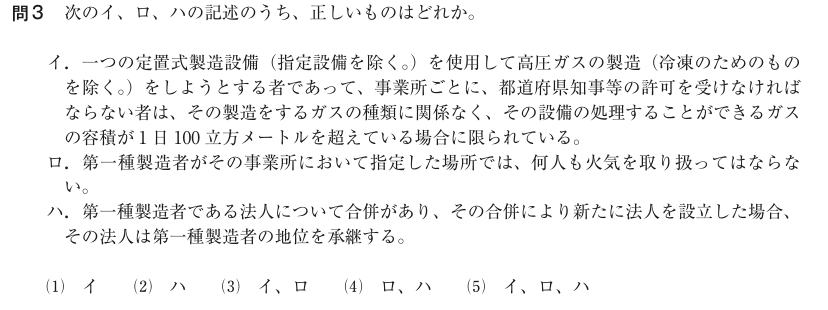 問3 次のイ、ロ、ハの記述のうち、正しいものはどれか。
イ．一つの定置式製造設備（指定設備を除く。）を使用して高圧ガスの製造（冷凍のためのもの
を除く。）をしようとする者であって、事業所ごとに、都道府県知事等の許可を受けなければ
ならない者は、その製造をするガスの種類に関係なく、その設備の処理することができるガス
の容積が1日100立方メートルを超えている場合に限られている。
ロ．第一種製造者がその事業所において指定した場所では、何人も火気を取り扱ってはならな
い。
ハ．第一種製造者である法人について合併があり、その合併により新たに法人を設立した場合、
その法人は第一種製造者の地位を承継する。
(1) イ (2) ハ (3) イ、ロ (4) ロ、ハ (5) イ、ロ、ハ